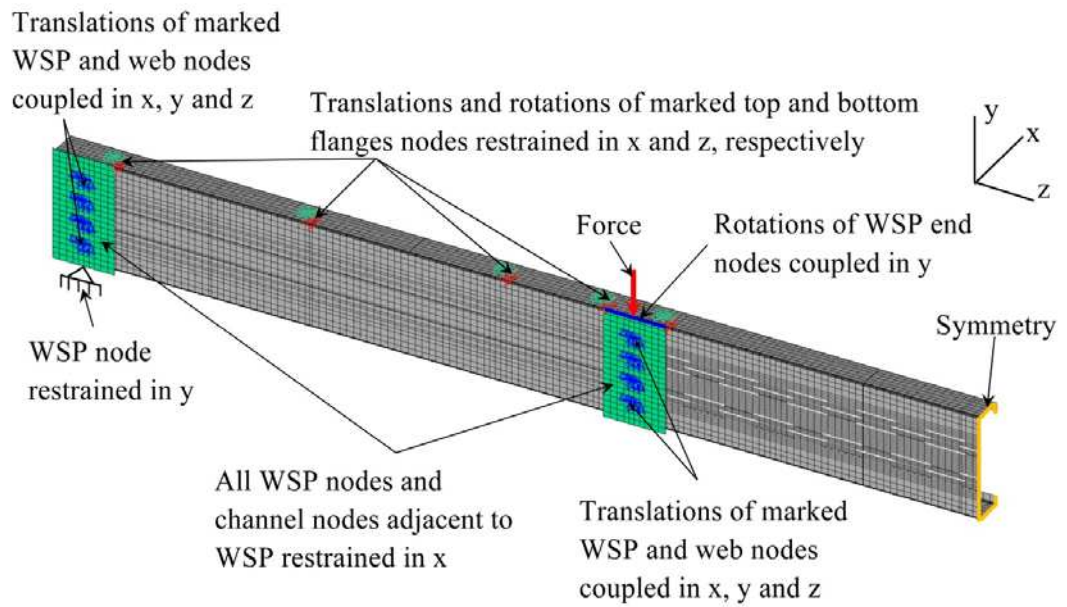 Translations of marked
WSP and web nodes
coupled in x, y and z
Translations and rotations of marked top and bottom
flanges nodes restrained in x and z, respectively
y
x
z
Force
Rotations of WSP end
nodes coupled in y
Symmetry
WSP node
restrained in y
All WSP nodes and
channel nodes adjacent to
WSP restrained in x
Translations of marked
WSP and web nodes
coupled in x, y and z